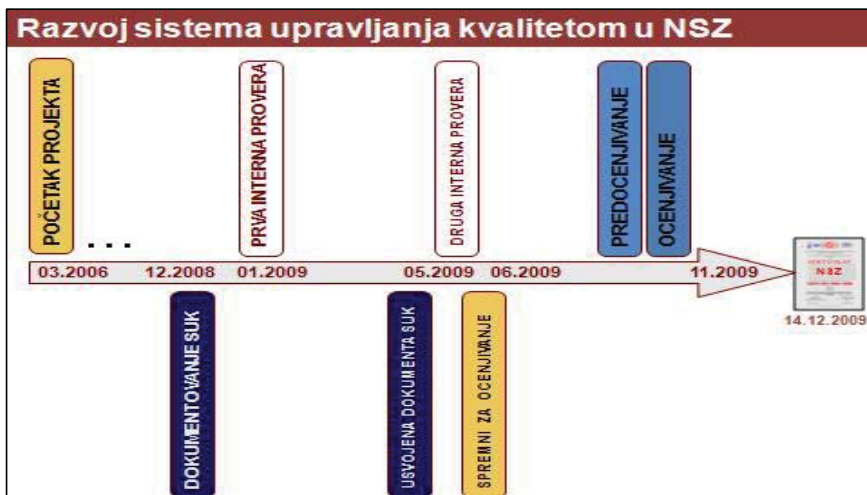 Razvoj sistema upravljanja kvalitetom u NSZ
POČETAK PROJEKTA
PRVA INTERNA PROVERA
DRUGA INTERNA PROVERA
PREDOCENJIVANJE
OCENJIVANJE
...
03.2006
12.2008
01.2009
05.2009
06.2009
11.2009
NSZ
14.12.2009
DOKUMENTOVANJE SUK
USVOJENA DOKUMENTA SUK
SPREMNI ZA OCENJIVANJE